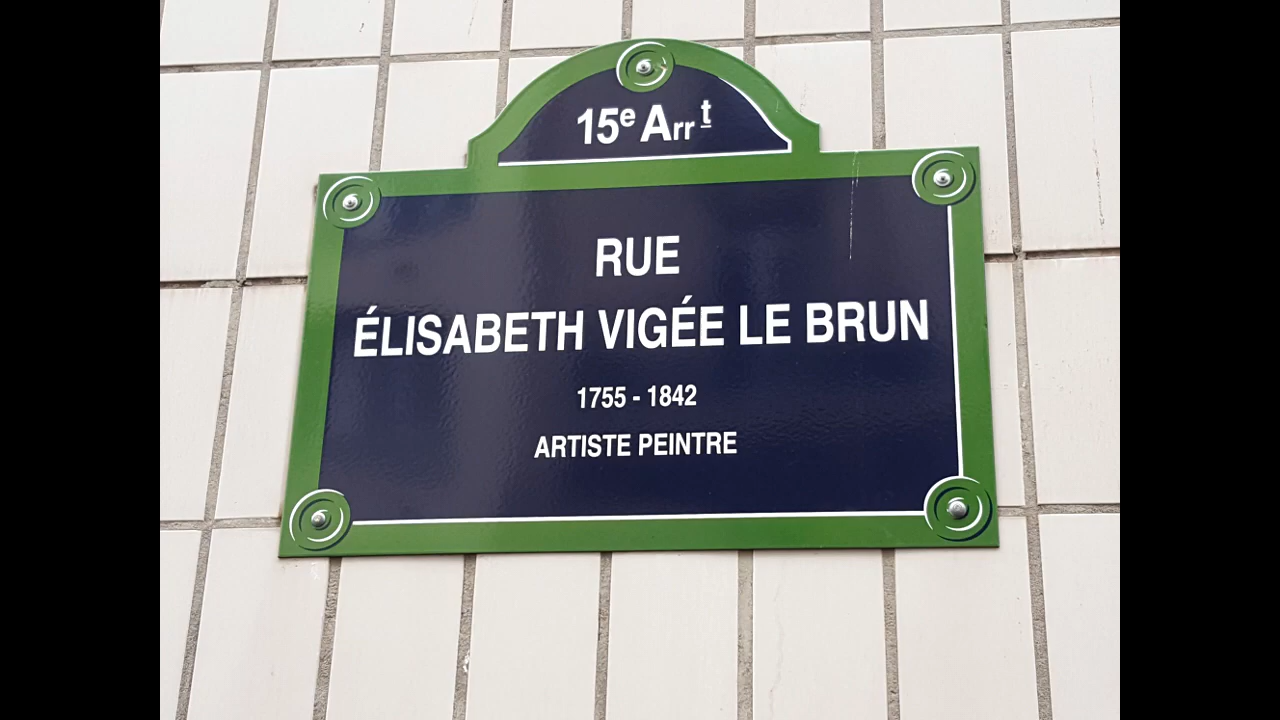 15e Arrt
RUE
ÉLISABETH VIGÉE LE BRUN
1755 - 1842
ARTISTE PEINTRE